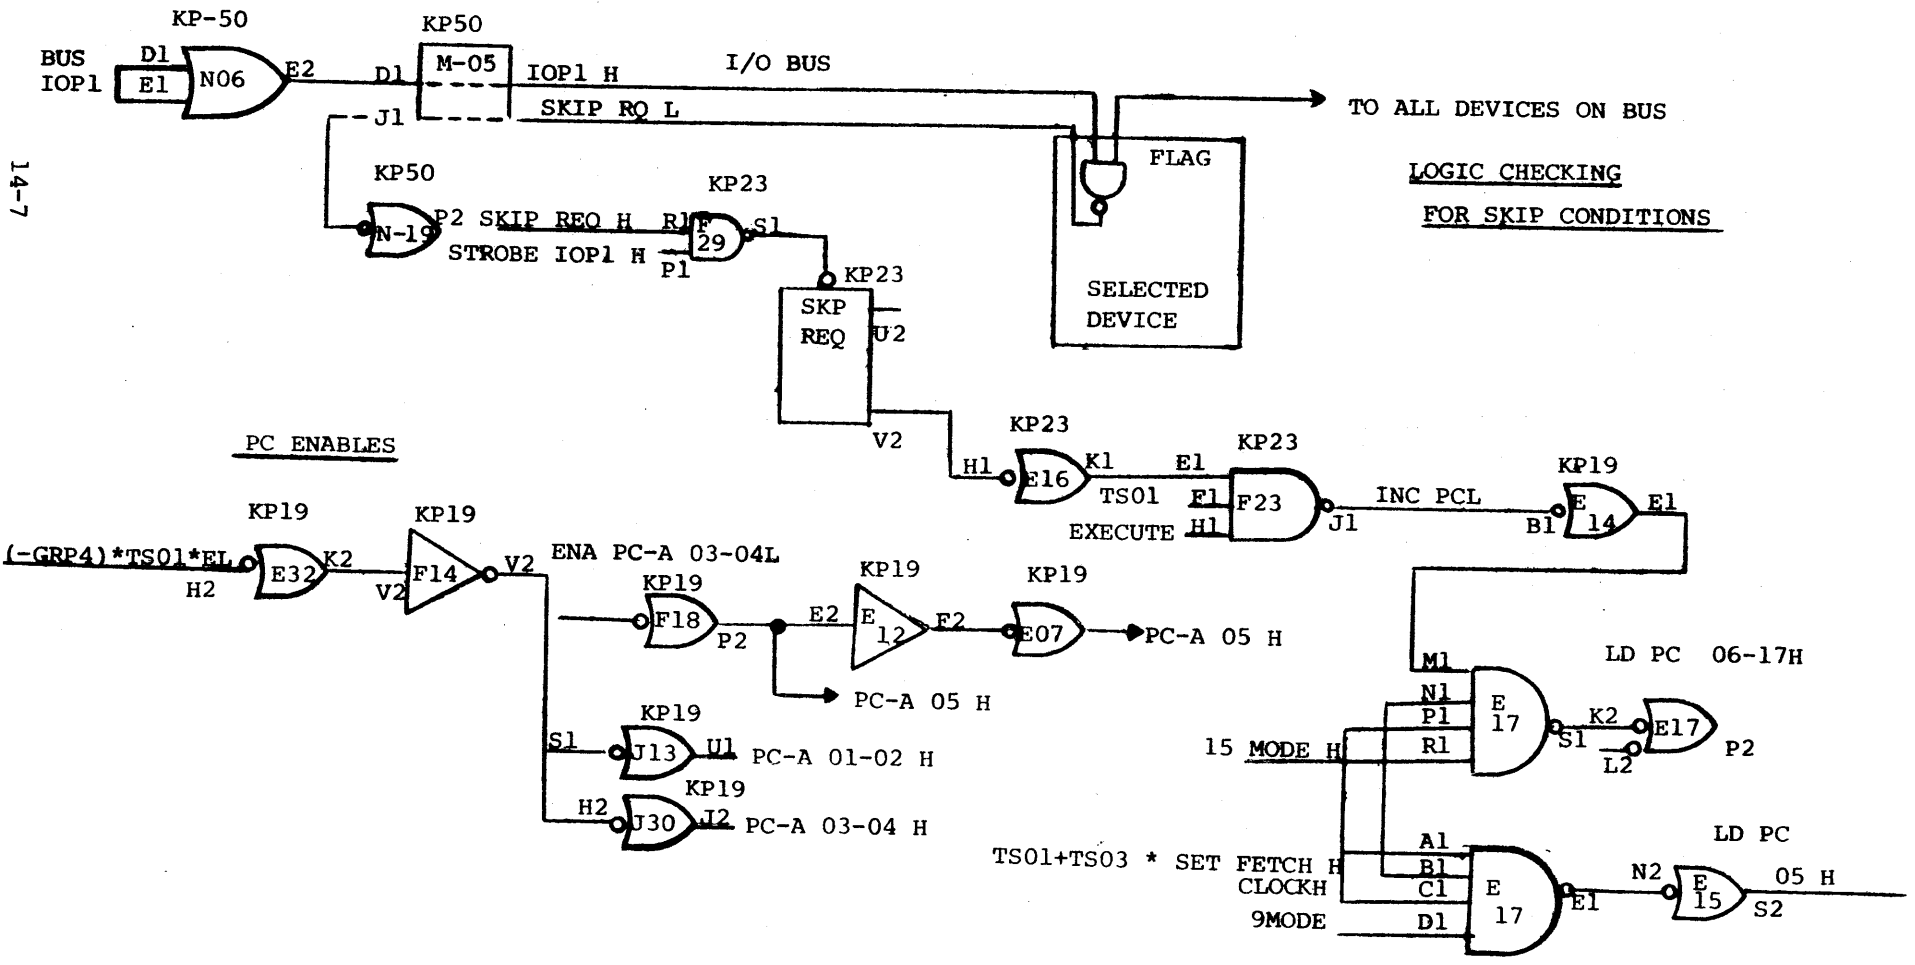 KP-50
KP50
BUS
IOP1
D1
E1
N06
E2
D1
M-05
IOP1 H
I/O BUS
J1
SKIP RQ L
TO ALL DEVICES ON BUS
14-7
FLAG
LOGIC CHECKING
FOR SKIP CONDITIONS
KP50
KP23
N-19
P2 SKIP REQ H
R1
F
29
S1
STROBE IOP1 H
P1
KP23
SKP
REQ
U2
V2
SELECTED
DEVICE
PC ENABLES
KP23
H1
E16
K1
TS01
E1
F1
EXECUTE
H1
KP23
F23
J1
INC PCL
KP19
B1
E
14
E1
KP19
KP19
(-GRP4)*TS01*EL
H2
E32
K2
V2
F14
V2
ENA PC-A 03-04L
KP19
F18
P2
E2
KP19
E
12
F2
KP19
E07
PC-A 05 H
PC-A 05 H
KP19
S1
J13
U1
PC-A 01-02 H
KP19
H2
J30
J2
PC-A 03-04 H
LD PC 06-17H
M1
N1
P1
R1
15 MODE H
E
17
S1
K2
L2
E17
P2
TS01+TS03 * SET FETCH H
CLOCKH
9MODE
A1
B1
C1
D1
E
17
E1
LD PC
N2
E
15
05 H
S2